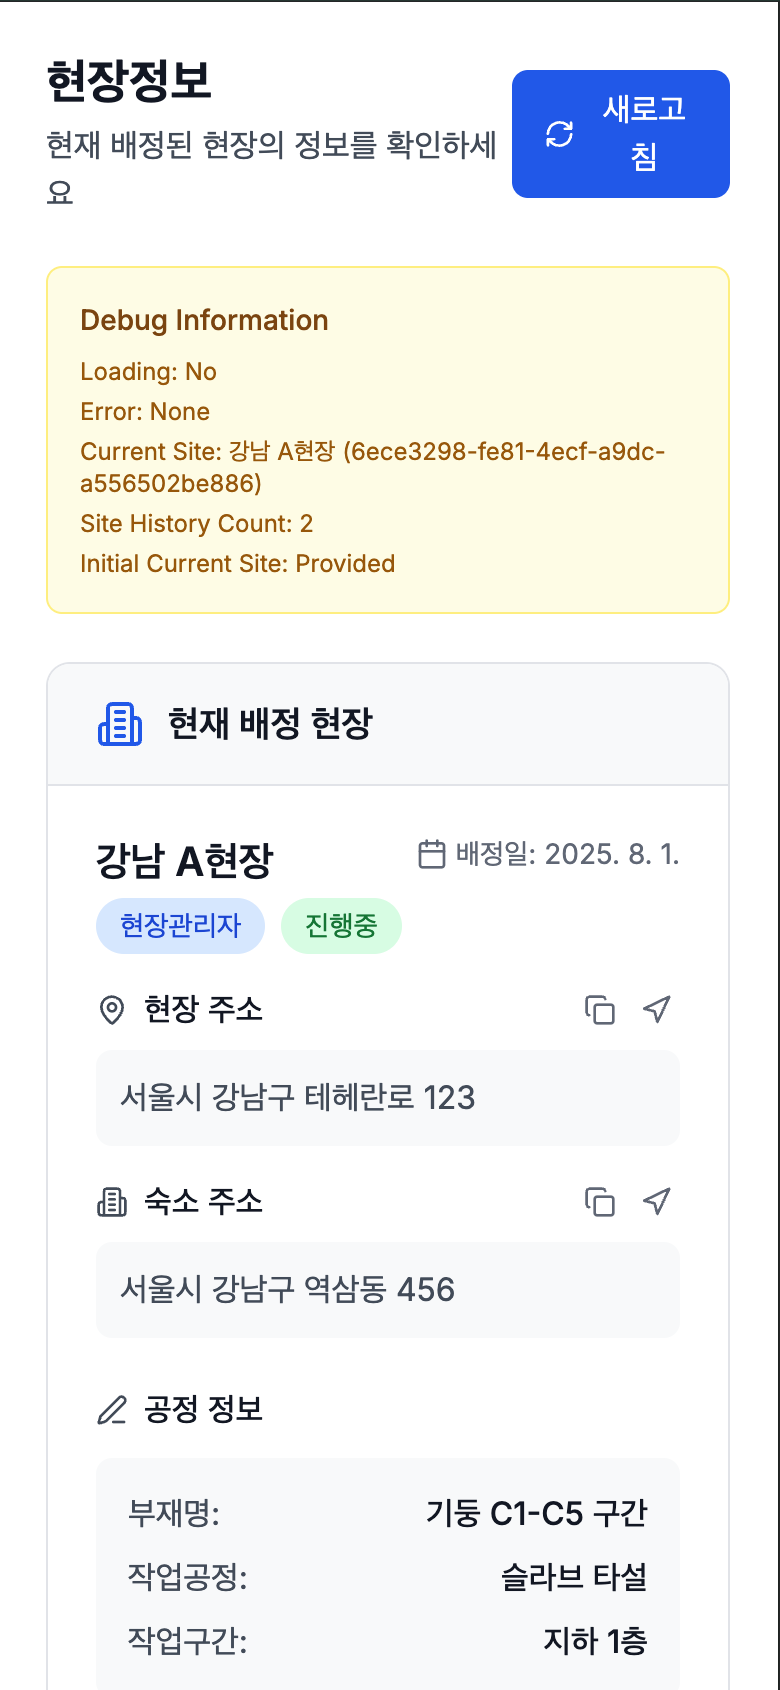 현장정보
현재 배정된 현장의 정보를 확인하세
요
새로고
침
Debug Information
Loading: No
Error: None
Current Site: 강남 A현장 (6ece3298-fe81-4ecf-a9dc-
a556502be886)
Site History Count: 2
Initial Current Site: Provided
현재 배정 현장
강남 A현장
배정일: 2025. 8. 1.
현장관리자
진행중
현장 주소
서울시 강남구 테헤란로 123
숙소 주소
서울시 강남구 역삼동 456
공정 정보
부재명: 기둥 C1-C5 구간
작업공정: 슬라브 타설
작업구간: 지하 1층